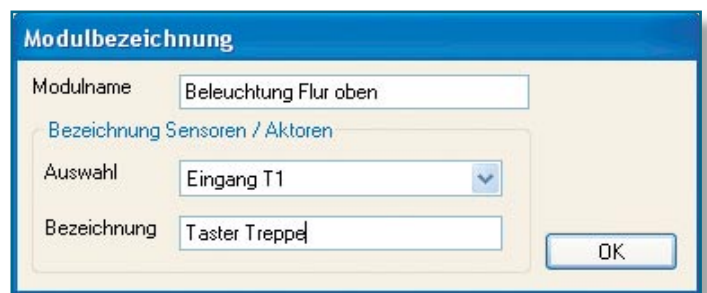 Modulbezeichnung
Modulname Beleuchtung Flur oben
Bezeichnung Sensoren / Aktoren
Auswahl Eingang T1
Bezeichnung Taster Treppe
OK